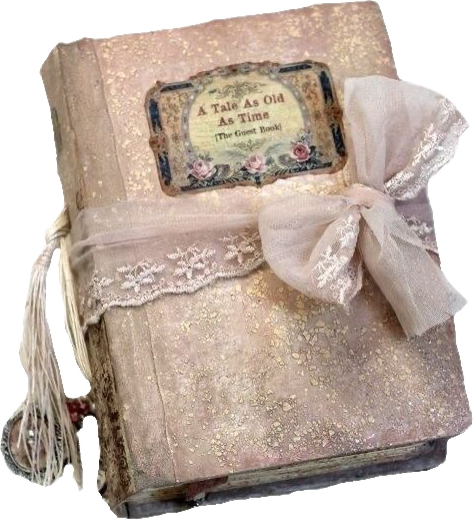 A Tale As Old
As Time
[The Guest Book]